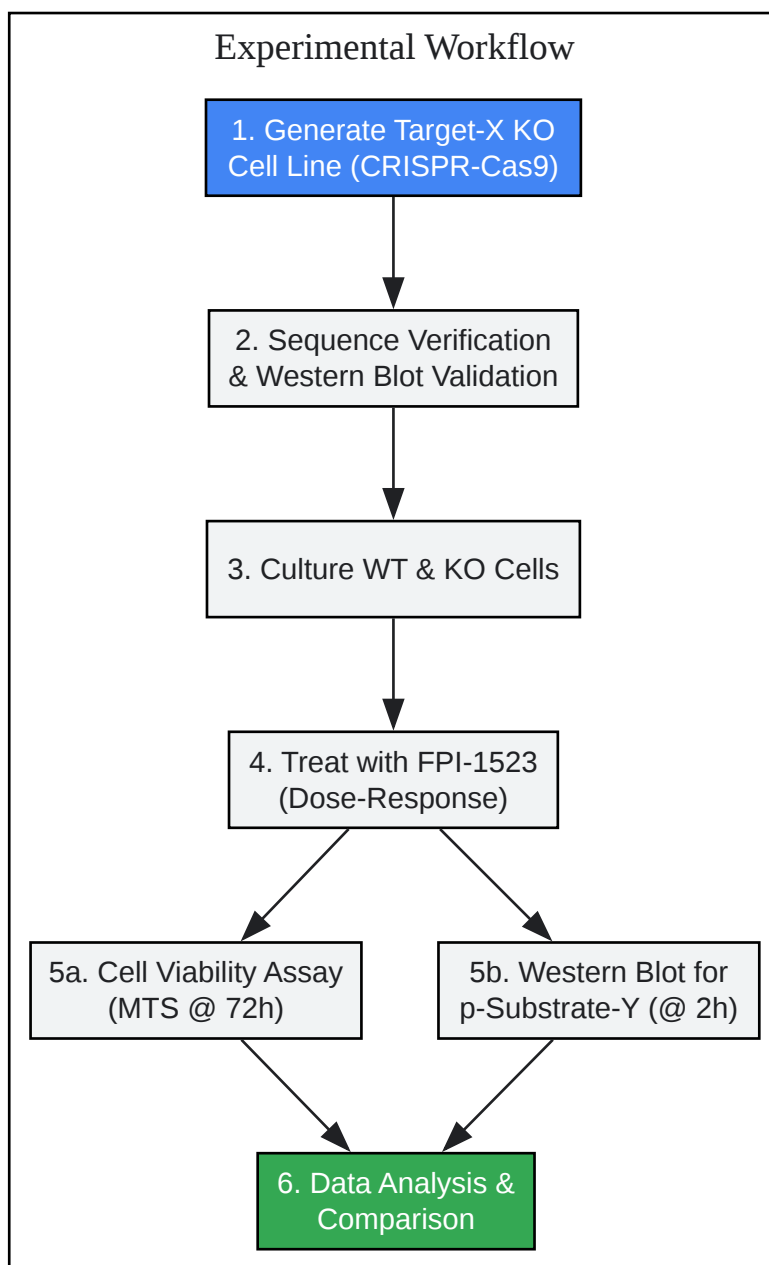 Experimental Workflow
1. Generate Target-X KO
Cell Line (CRISPR-Cas9)
2. Sequence Verification
& Western Blot Validation
3. Culture WT & KO Cells
4. Treat with FPI-1523
(Dose-Response)
5a. Cell Viability Assay
(MTS @ 72h)
5b. Western Blot for
p-Substrate-Y (@ 2h)
6. Data Analysis &
Comparison